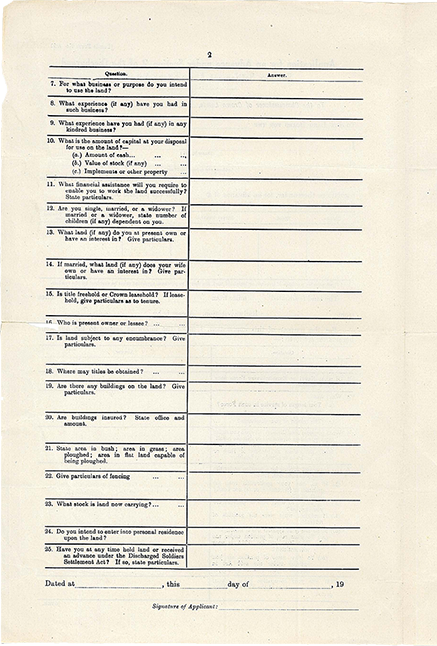 2
Question. Answer.
7. For what business or purpose do you intend
to use the land?
8. What experience (if any) have you had in
such business?
9. What experience have you had (if any) in any
kindred business?
10. What is the amount of capital at your disposal
for use on the land?—
(a.) Amount of cash... ... ...,
(b.) Value of stock (if any) ... ...
(c.) Implements or other property ...
11. What financial assistance will you require to
enable you to work the land successfully?
State particulars.
12. Are you single, married, or a widower? If
married or a widower, state number of
children (if any) dependent on you.
13. What land (if any) do you at present own or
have an interest in? Give particulars.
14. If married, what land (if any) does your wife
own or have an interest in? Give par-
ticulars.
15. Is title freehold or Crown leasehold? If lease-
hold, give particulars as to tenure.
16. Who is present owner or lessee? ... ...
17. Is land subject to any encumbrance? Give
particulars.
18. Where may titles be obtained? ... ...
19. Are there any buildings on the land? Give
particulars.
20. Are buildings insured? State office and
amount.
21. State area in bush; area in grass; area
ploughed; area in flat land capable of
being ploughed.
22. Give particulars of fencing ... ...
23. What stock is land now carrying?... ...
24. Do you intend to enter into personal residence
upon the land?
25. Have you at any time held land or received
an advance under the Discharged Soldiers
Settlement Act? If so, state particulars.
Dated at , this day of , 19
Signature of Applicant: